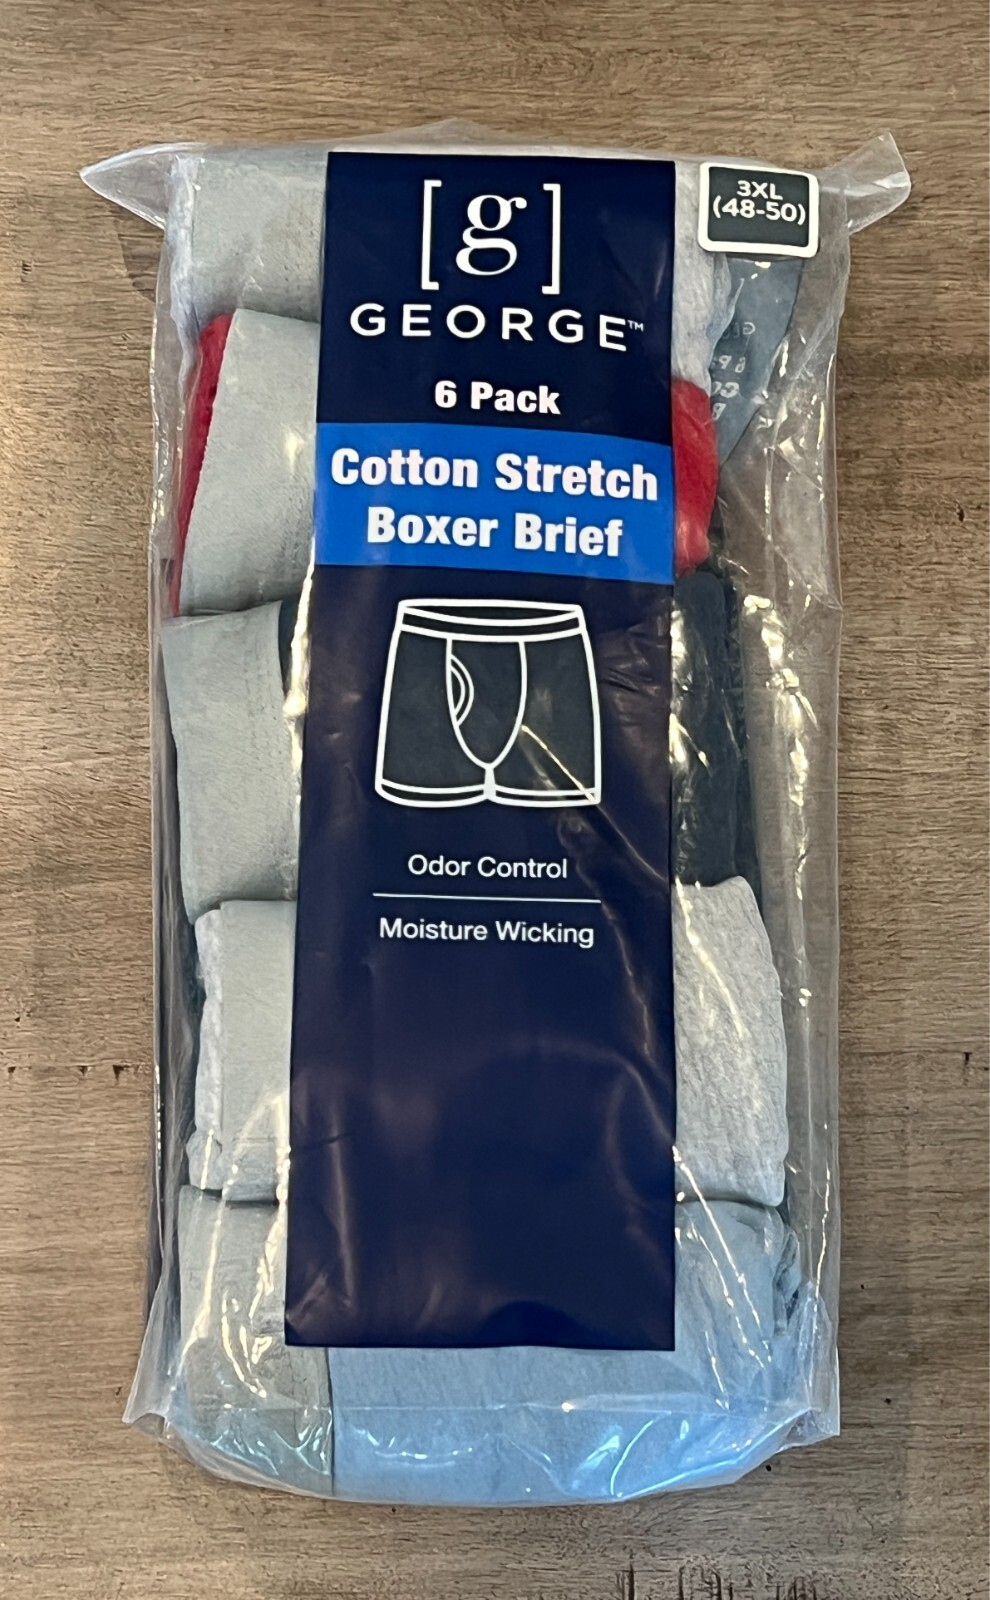 3XL
(48-50)
[g]
GEORGE™
6 Pack
Cotton Stretch
Boxer Brief
Odor Control
Moisture Wicking